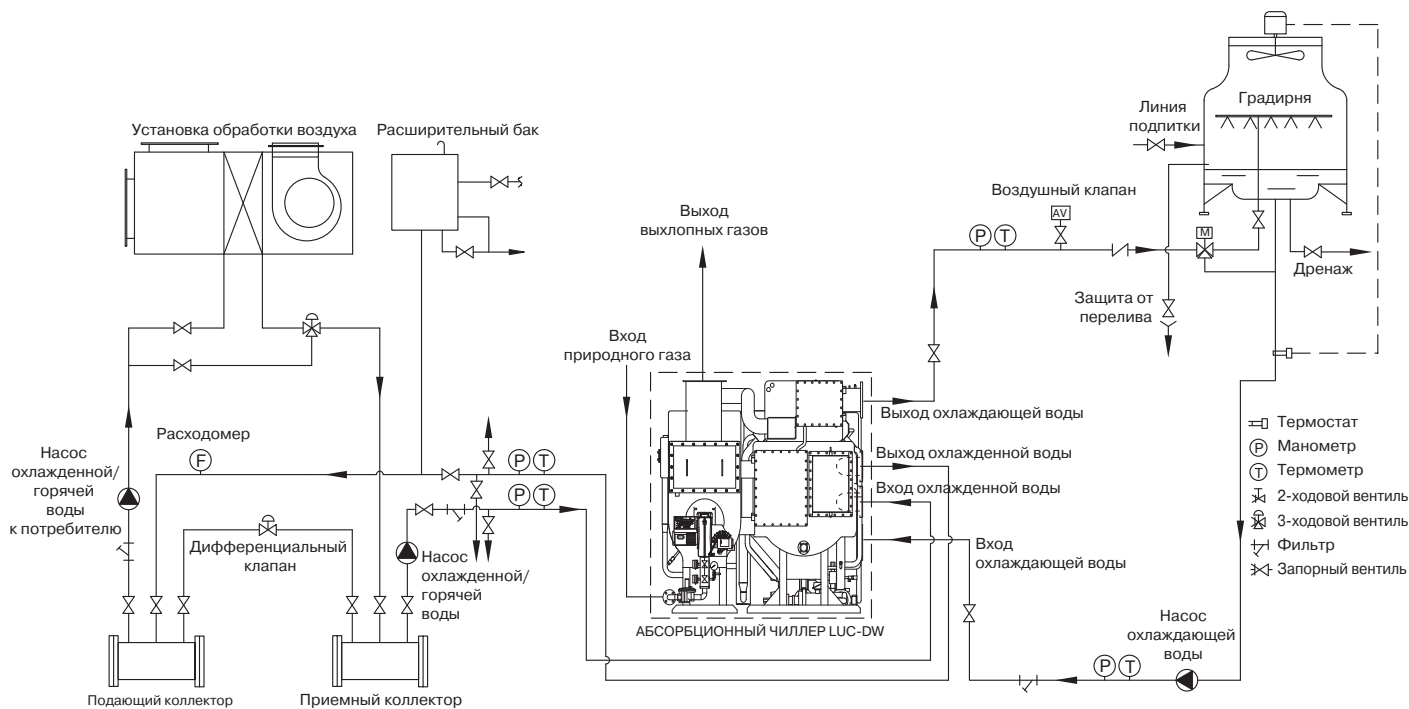 Установка обработки воздуха
Расширительный бак
Выход
выхлопных газов
Вход
природного газа
Воздушный клапан
AV
P
T
Линия
подпитки
Градирня
M
Дренаж
Защита от
перелива
Расходомер
F
Насос
охлажденной/
горячей
воды
к потребителю
Дифференциальный
клапан
Насос
охлажденной/
горячей
воды
P
T
P
T
Выход охлаждающей воды
Выход охлажденной воды
Вход охлажденной воды
Вход
охлаждающей воды
АБСОРБЦИОННЫЙ ЧИЛЛЕР LUC-DW
Подающий коллектор
Приемный коллектор
Насос
охлаждающей
воды
P
T
Термостат
P Манометр
T Термометр
2-ходовой вентиль
3-ходовой вентиль
Фильтр
Запорный вентиль